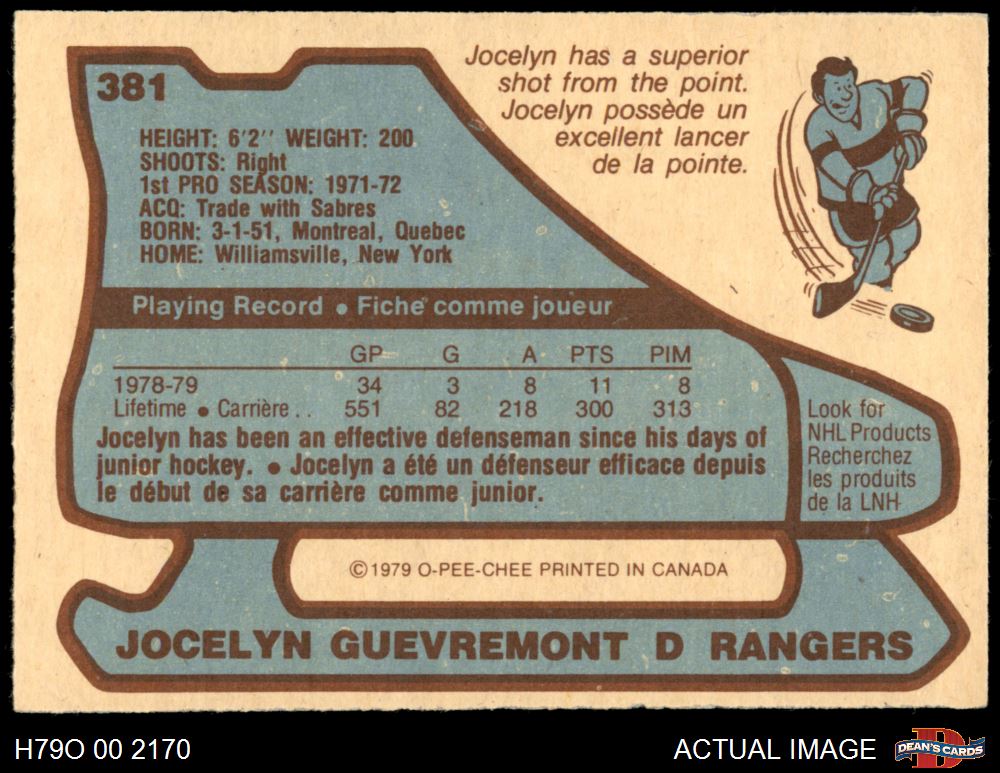 381
Jocelyn has a superior
shot from the point.
Jocelyn possède un
excellent lancer
de la pointe.
HEIGHT: 6'2'' WEIGHT: 200
SHOOTS: Right
1st PRO SEASON: 1971-72
ACQ: Trade with Sabres
BORN: 3-1-51, Montreal, Quebec
HOME: Williamsville, New York
Playing Record • Fiche comme joueur
GP G A PTS PIM
1978-79 34 3 8 11 8
Lifetime • Carrière . . 551 82 218 300 313
Jocelyn has been an effective defenseman since his days of
junior hockey. • Jocelyn a été un défenseur efficace depuis
le début de sa carrière comme junior.
Look for
NHL Products
Recherchez
les produits
de la LNH
©1979 O-PEE-CHEE PRINTED IN CANADA
JOCELYN GUEVREMONT D RANGERS
H79O 00 2170
ACTUAL IMAGE
DEAN'S CARDS